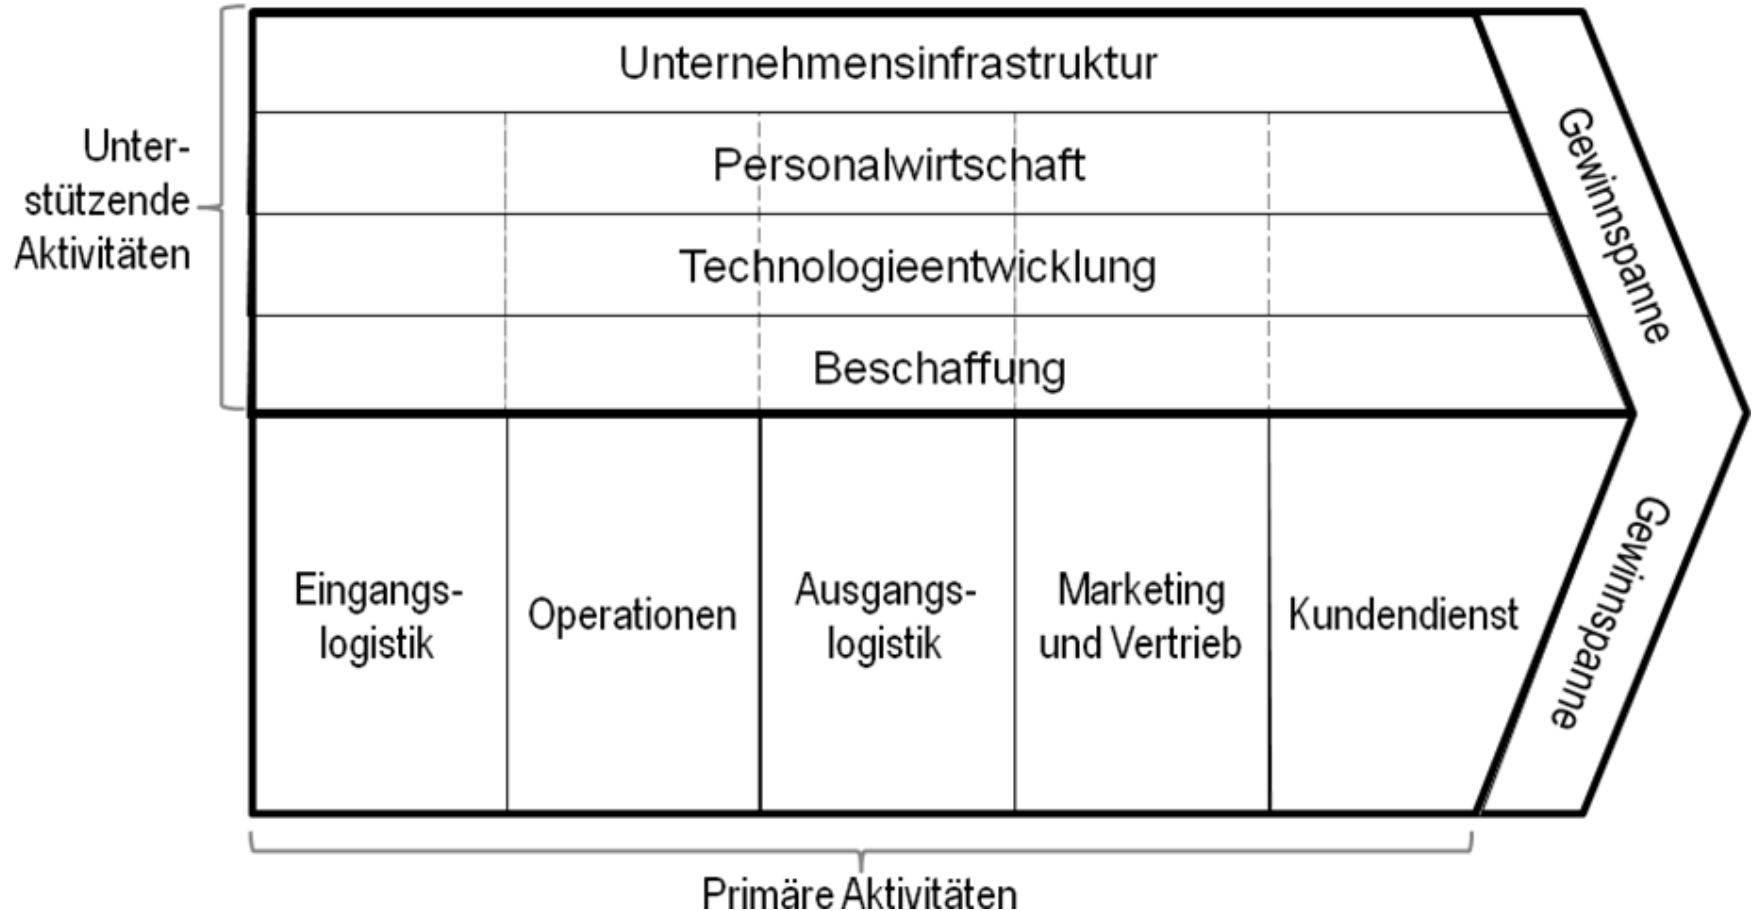 Unternehmensinfrastruktur
Unter-
stützende
Aktivitäten
Personalwirtschaft
Technologieentwicklung
Beschaffung
Gewinnspanne
Eingangs-
logistik
Operationen
Ausgangs-
logistik
Marketing
und Vertrieb
Kundendienst
Gewinnspanne
Primäre Aktivitäten